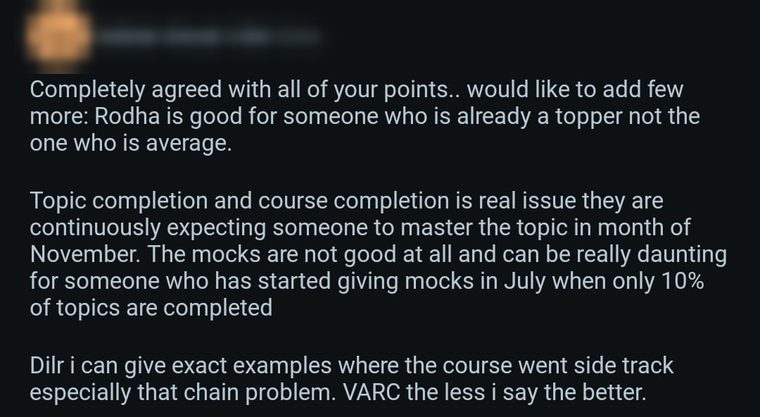 Completely agreed with all of your points.. would like to add few
more: Rodha is good for someone who is already a topper not the
one who is average.
Topic completion and course completion is real issue they are
continuously expecting someone to master the topic in month of
November. The mocks are not good at all and can be really daunting
for someone who has started giving mocks in July when only 10%
of topics are completed
Dilr i can give exact examples where the course went side track
especially that chain problem. VARC the less i say the better.